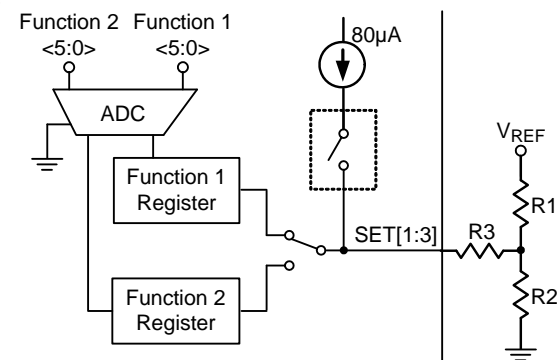 Function 2 Function 1
<5:0> <5:0>
80µA
ADC
VREF
Function 1
Register
R1
SET[1:3] R3
R2
Function 2
Register